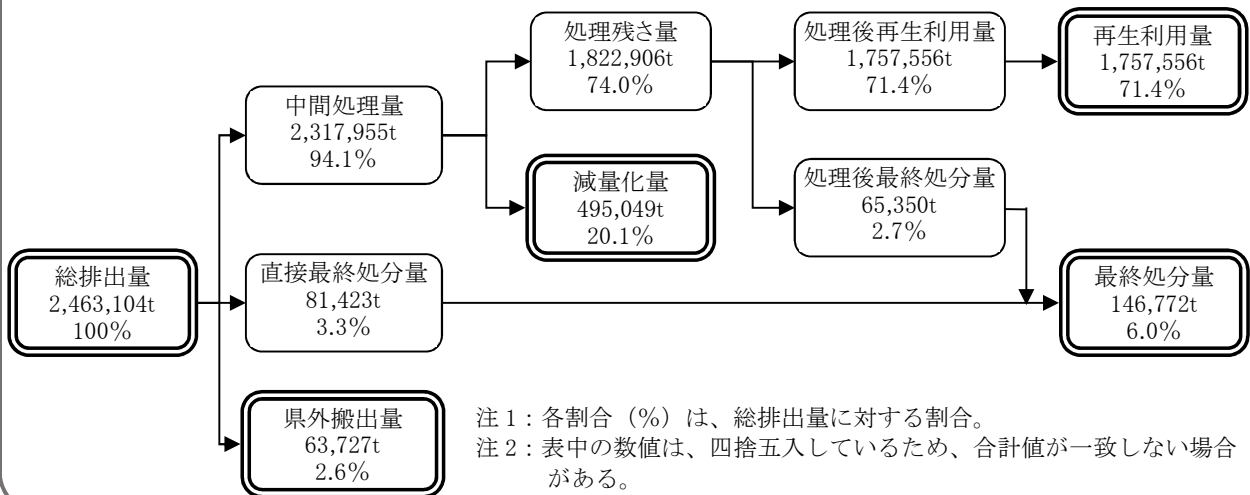 総排出量
2,463,104t
100%
中間処理量
2,317,955t
94.1%
直接最終処分量
81,423t
3.3%
県外搬出量
63,727t
2.6%
処理残さ量
1,822,906t
74.0%
減量化量
495,049t
20.1%
処理後再生利用量
1,757,556t
71.4%
処理後最終処分量
65,350t
2.7%
再生利用量
1,757,556t
71.4%
最終処分量
146,772t
6.0%
注1：各割合（%）は、総排出量に対する割合。
注2：表中の数値は、四捨五入しているため、合計値が一致しない場合
がある。